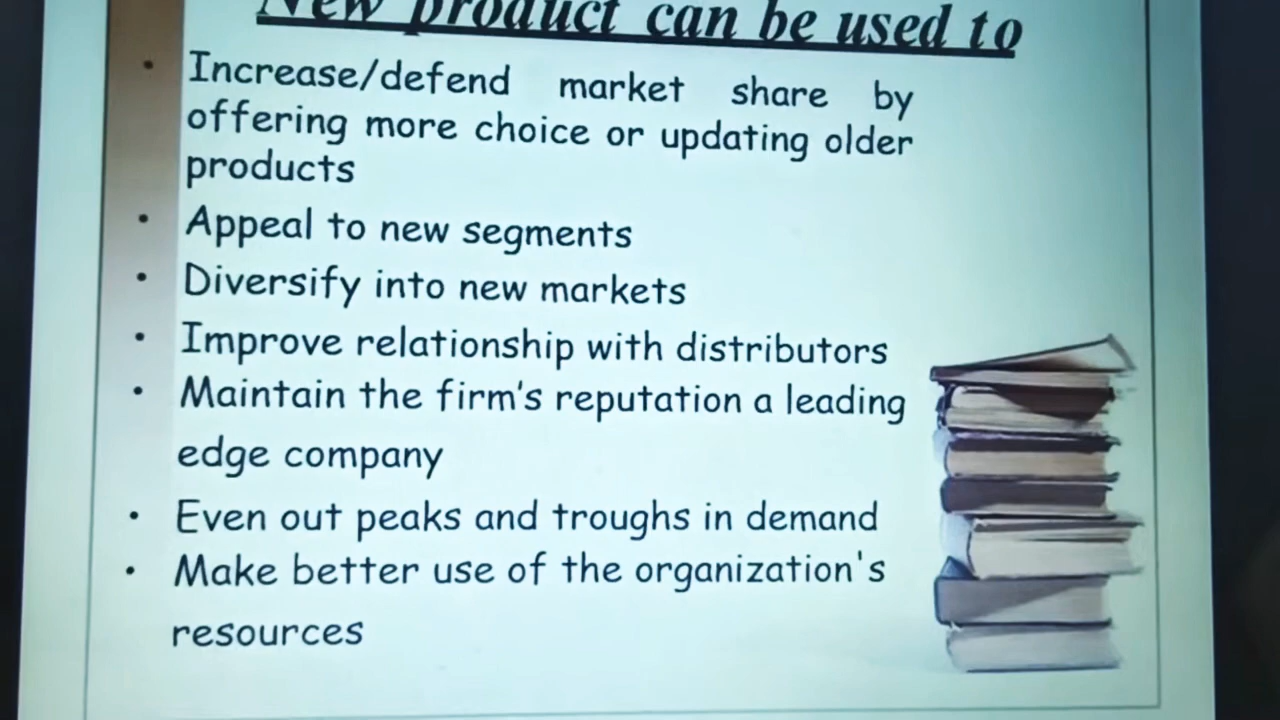 New product can be used to
• Increase/defend market share by
offering more choice or updating older
products
• Appeal to new segments
• Diversify into new markets
• Improve relationship with distributors
• Maintain the firm's reputation a leading
edge company
• Even out peaks and troughs in demand
• Make better use of the organization's
resources